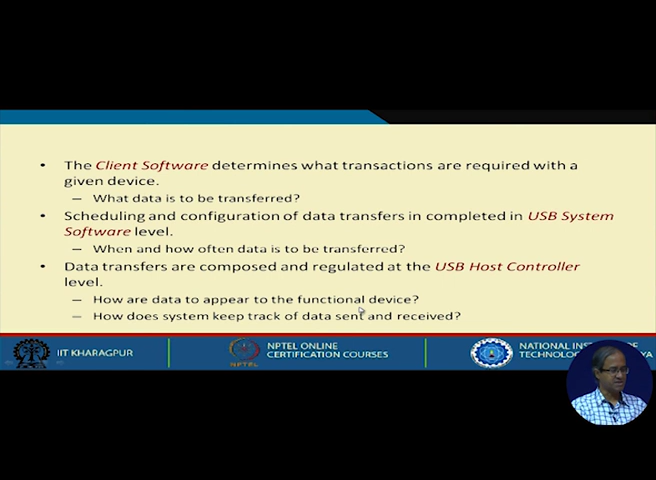 • The Client Software determines what transactions are required with a
given device.
– What data is to be transferred?
• Scheduling and configuration of data transfers in completed in USB System
Software level.
– When and how often data is to be transferred?
• Data transfers are composed and regulated at the USB Host Controller
level.
– How are data to appear to the functional device?
– How does system keep track of data sent and received?
IIT KHARAGPUR
NPTEL
NPTEL ONLINE
CERTIFICATION COURSES
NATIONAL
TECHNOLOG